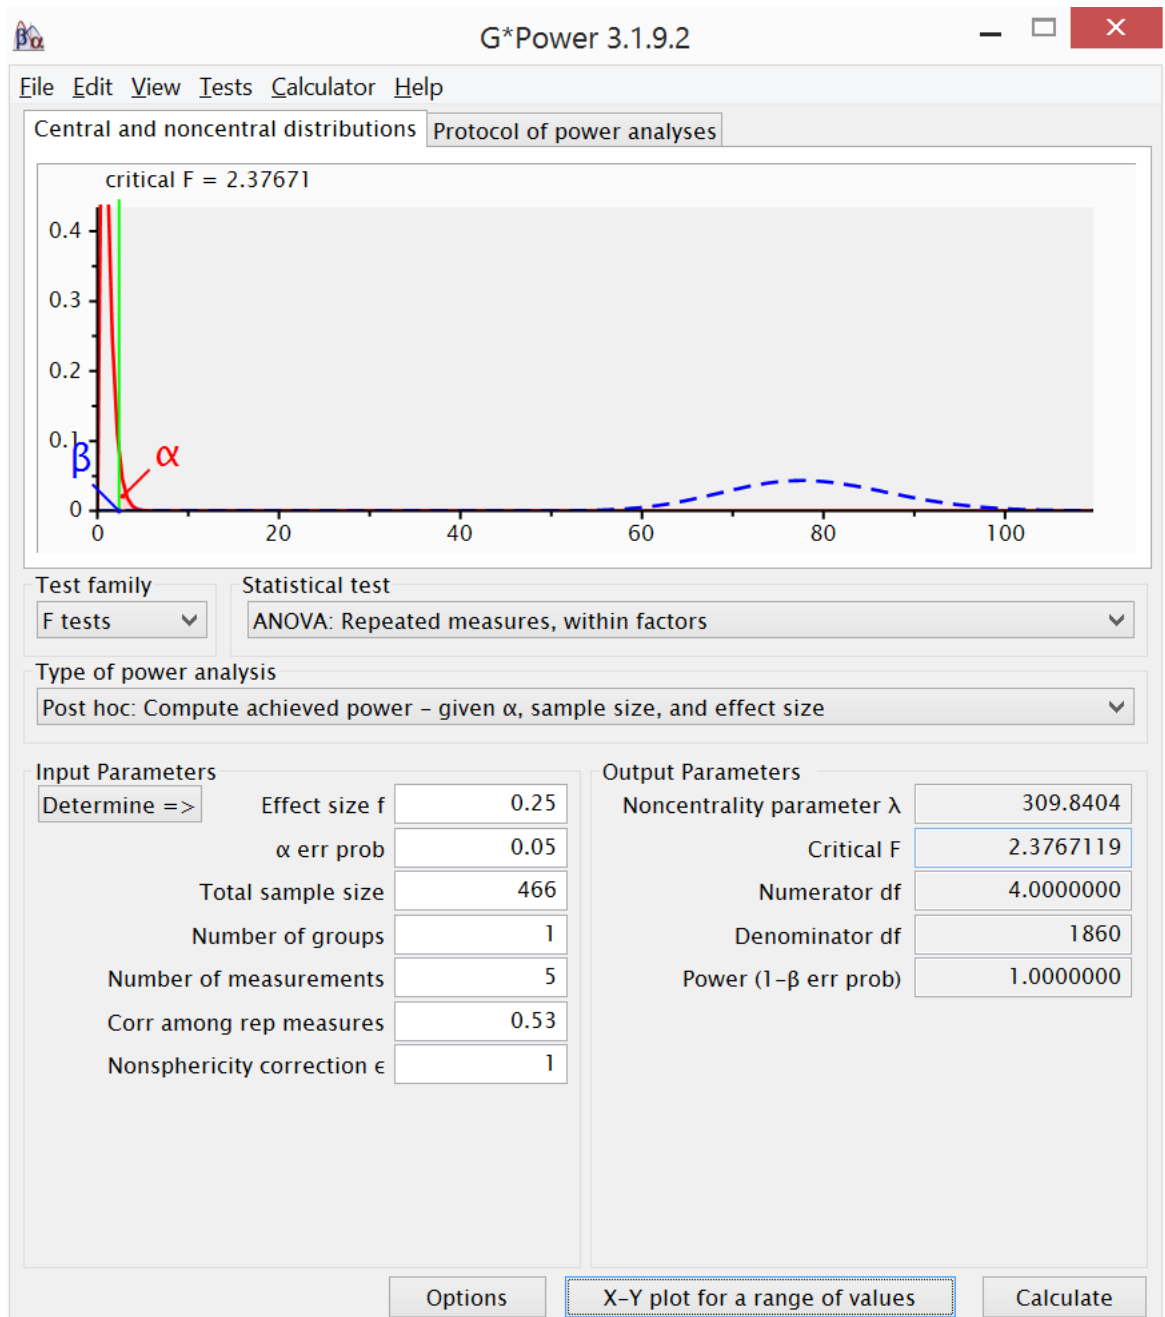 βα
G*Power 3.1.9.2
File Edit View Tests Calculator Help
Central and noncentral distributions Protocol of power analyses
critical F = 2.37671
0.4
0.3
0.2
0.1
0
β α
0 20 40 60 80 100
Test family Statistical test
F tests ANOVA: Repeated measures, within factors
Type of power analysis
Post hoc: Compute achieved power – given α, sample size, and effect size
Input Parameters Output Parameters
Determine => Effect size f 0.25 Noncentrality parameter λ 309.8404
α err prob 0.05 Critical F 2.3767119
Total sample size 466 Numerator df 4.0000000
Number of groups 1 Denominator df 1860
Number of measurements 5 Power (1–β err prob) 1.0000000
Corr among rep measures 0.53
Nonsphericity correction ϵ 1
Options X–Y plot for a range of values Calculate